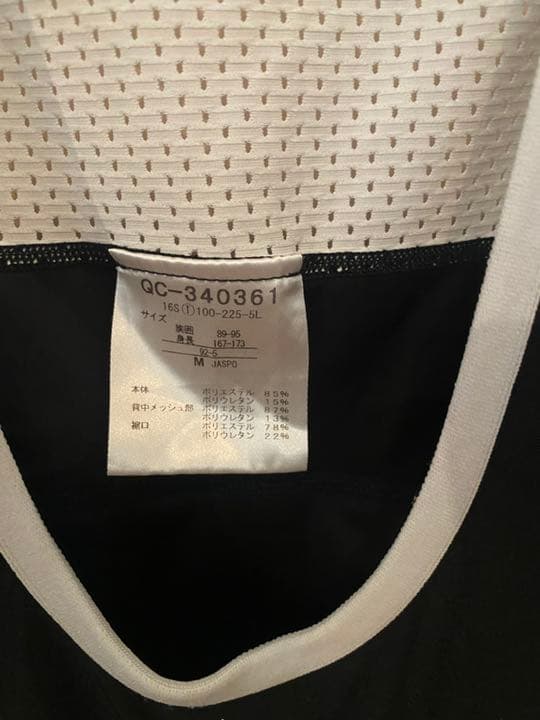 QC-340361
16S①100-225-5L
サイズ
胸囲 89-95
身長 167-173
92-5
M JASPO
本体 ポリエステル 85%
ポリウレタン 15%
背中メッシュ部 ポリエステル 87%
ポリウレタン 13%
裾口 ポリエステル 78%
ポリウレタン 22%